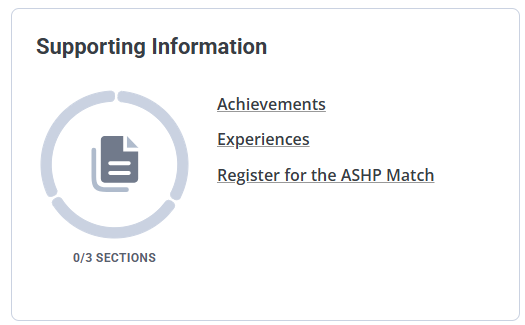 Supporting Information
Achievements
Experiences
Register for the ASHP Match
0/3 SECTIONS